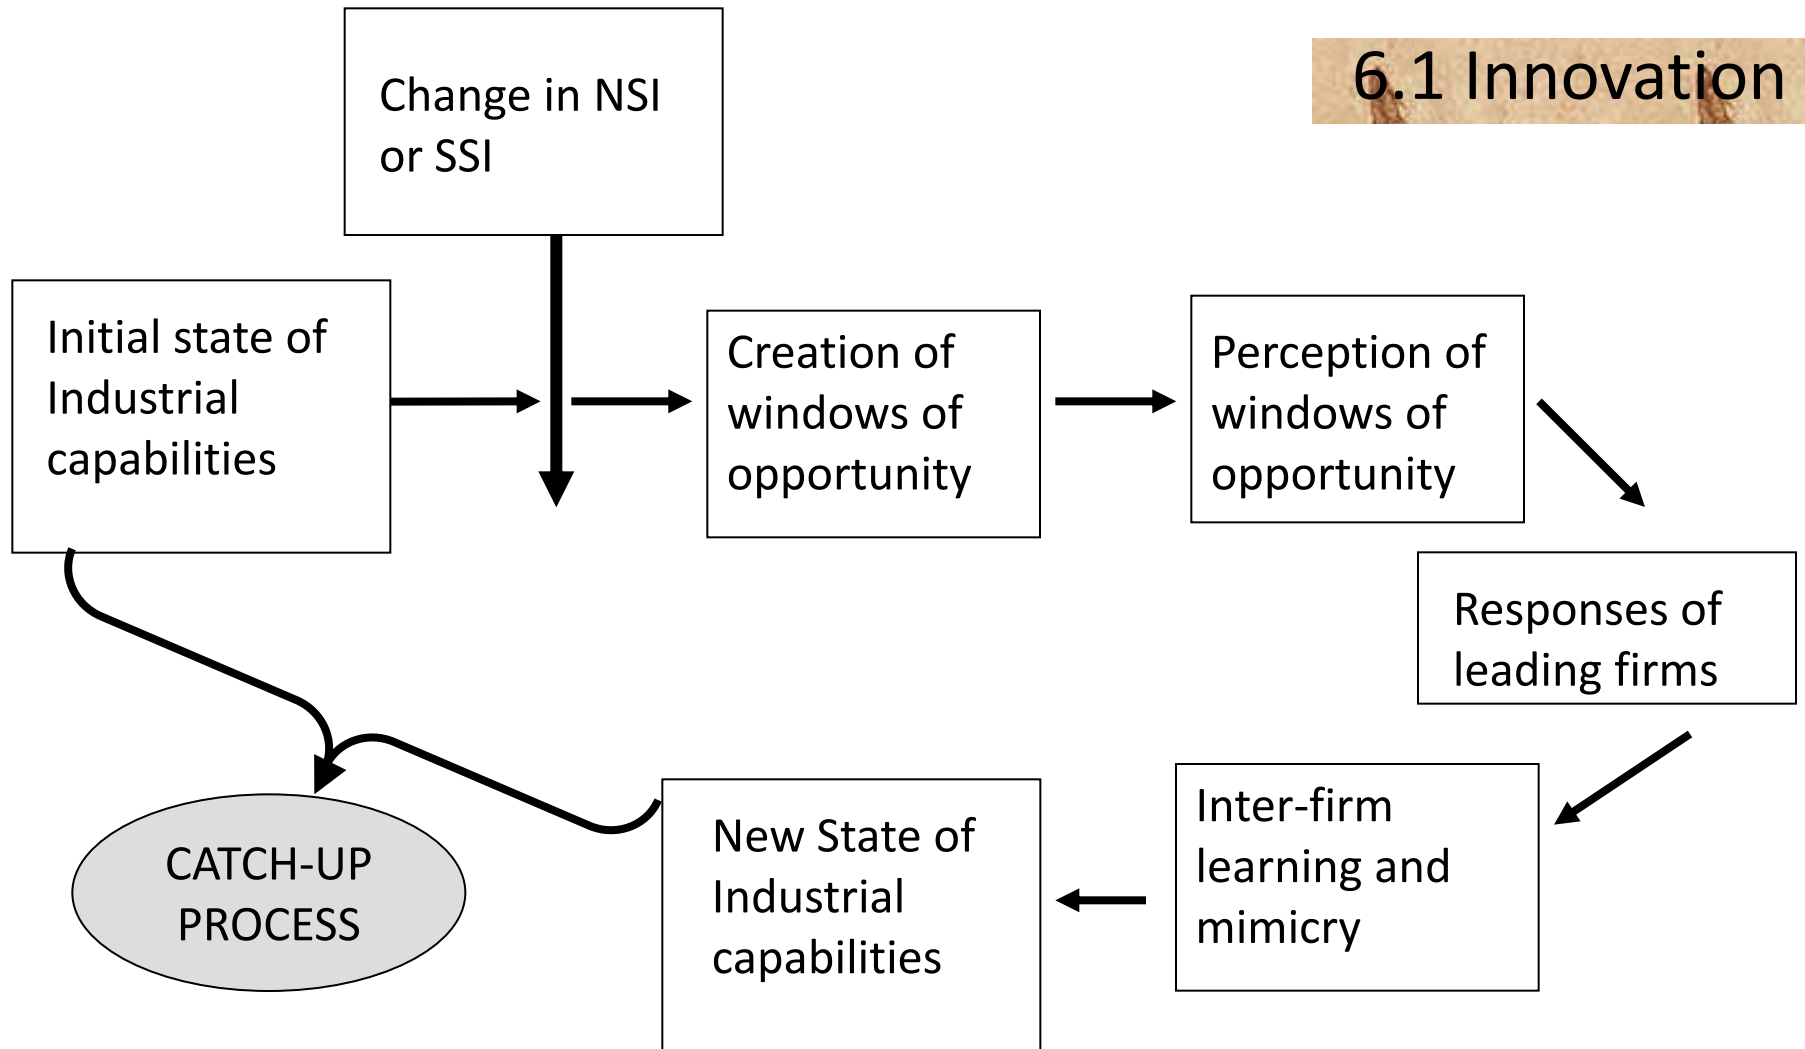 6.1 Innovation
Change in NSI
or SSI
Initial state of
Industrial
capabilities
Creation of
windows of
opportunity
Perception of
windows of
opportunity
Responses of
leading firms
Inter-firm
learning and
mimicry
New State of
Industrial
capabilities
CATCH-UP
PROCESS